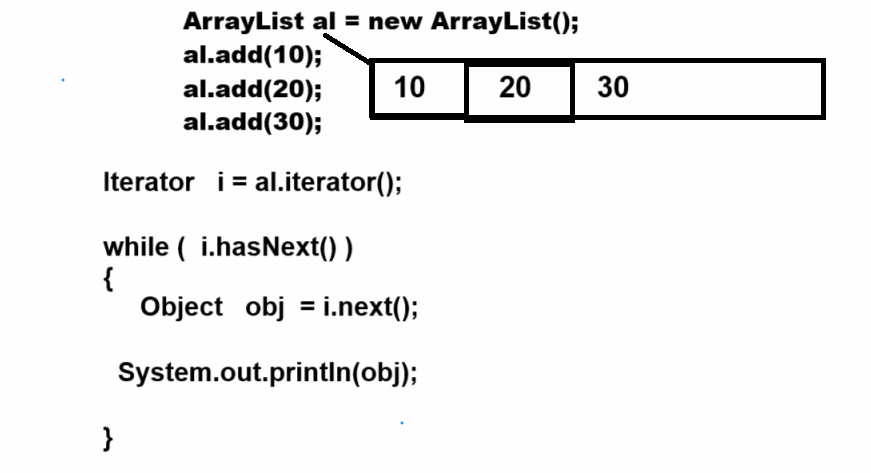 ArrayList al = new ArrayList();
al.add(10);
al.add(20);
al.add(30);
10 20 30
Iterator i = al.iterator();
while ( i.hasNext() )
{
Object obj = i.next();
System.out.println(obj);
}